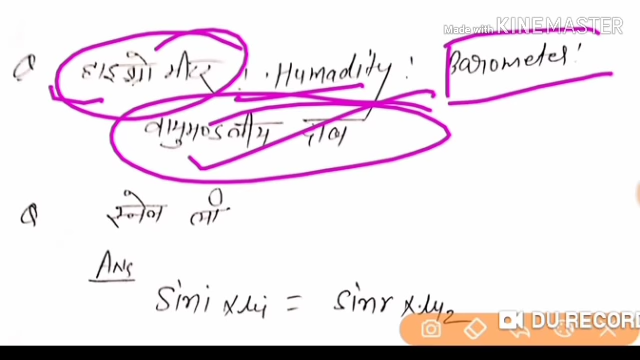 Made with KINEMASTER
Q हाइग्रो मीटर : Humadity : Barometer :
वायुमण्डलीय दाब
Q स्नेल लॉ
Ans
Sini × μ1 = Sinr × μ2
DU RECORD